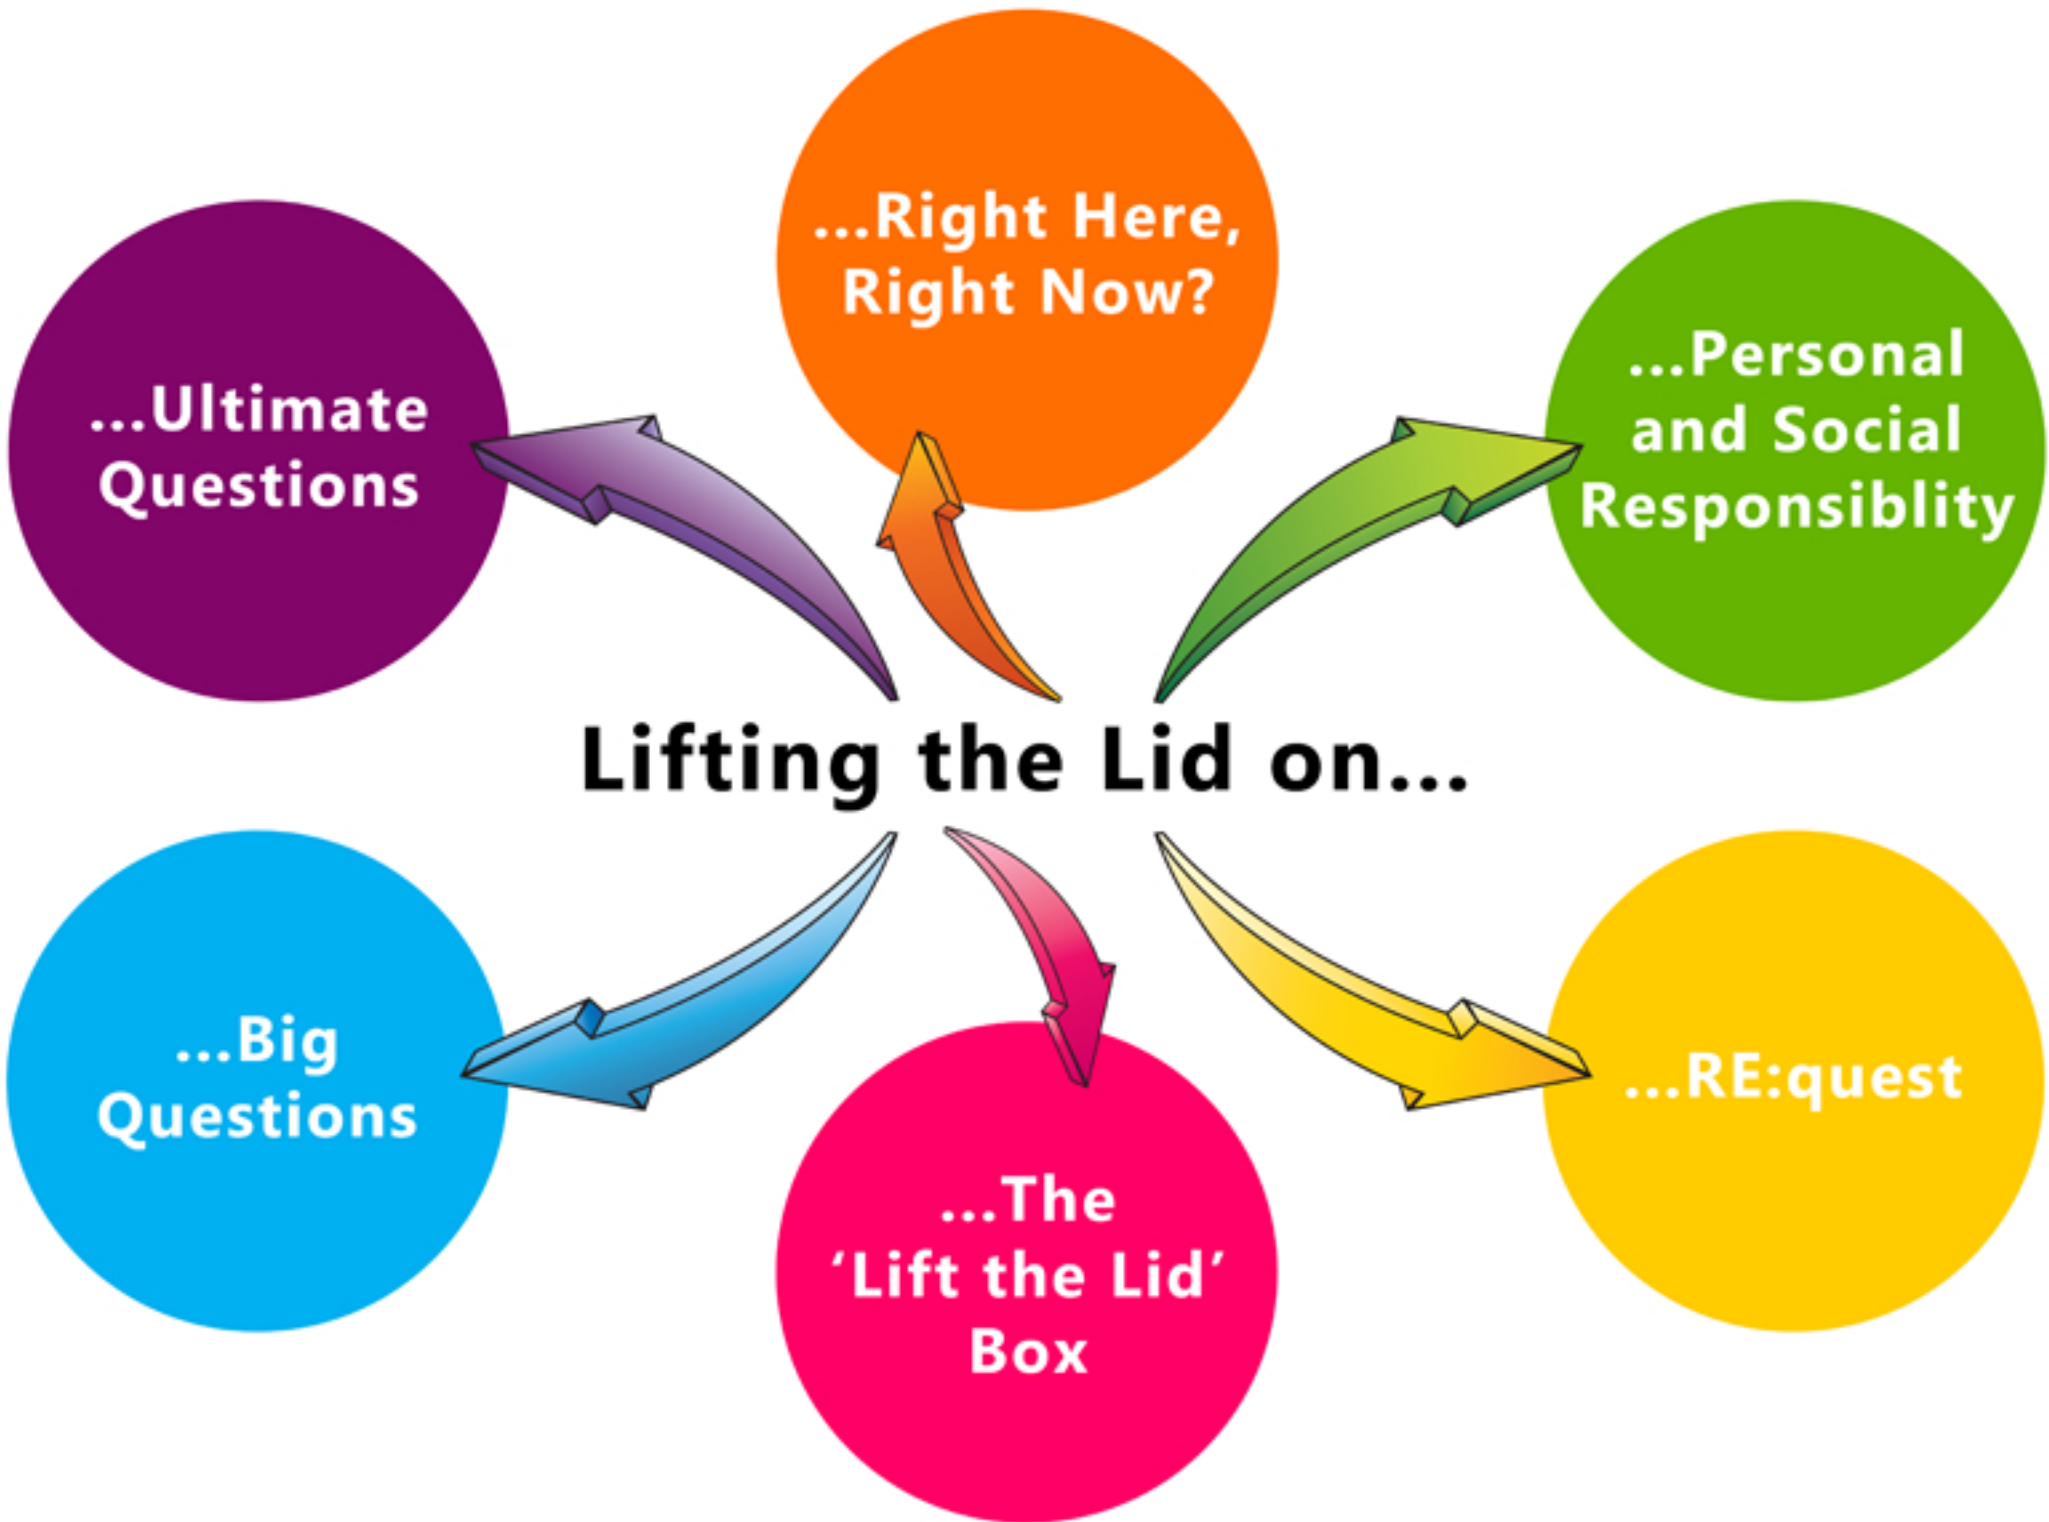 ...Right Here,
Right Now?
...Ultimate
Questions
...Personal
and Social
Responsiblity
Lifting the Lid on...
...Big
Questions
...The
‘Lift the Lid’
Box
...RE:quest